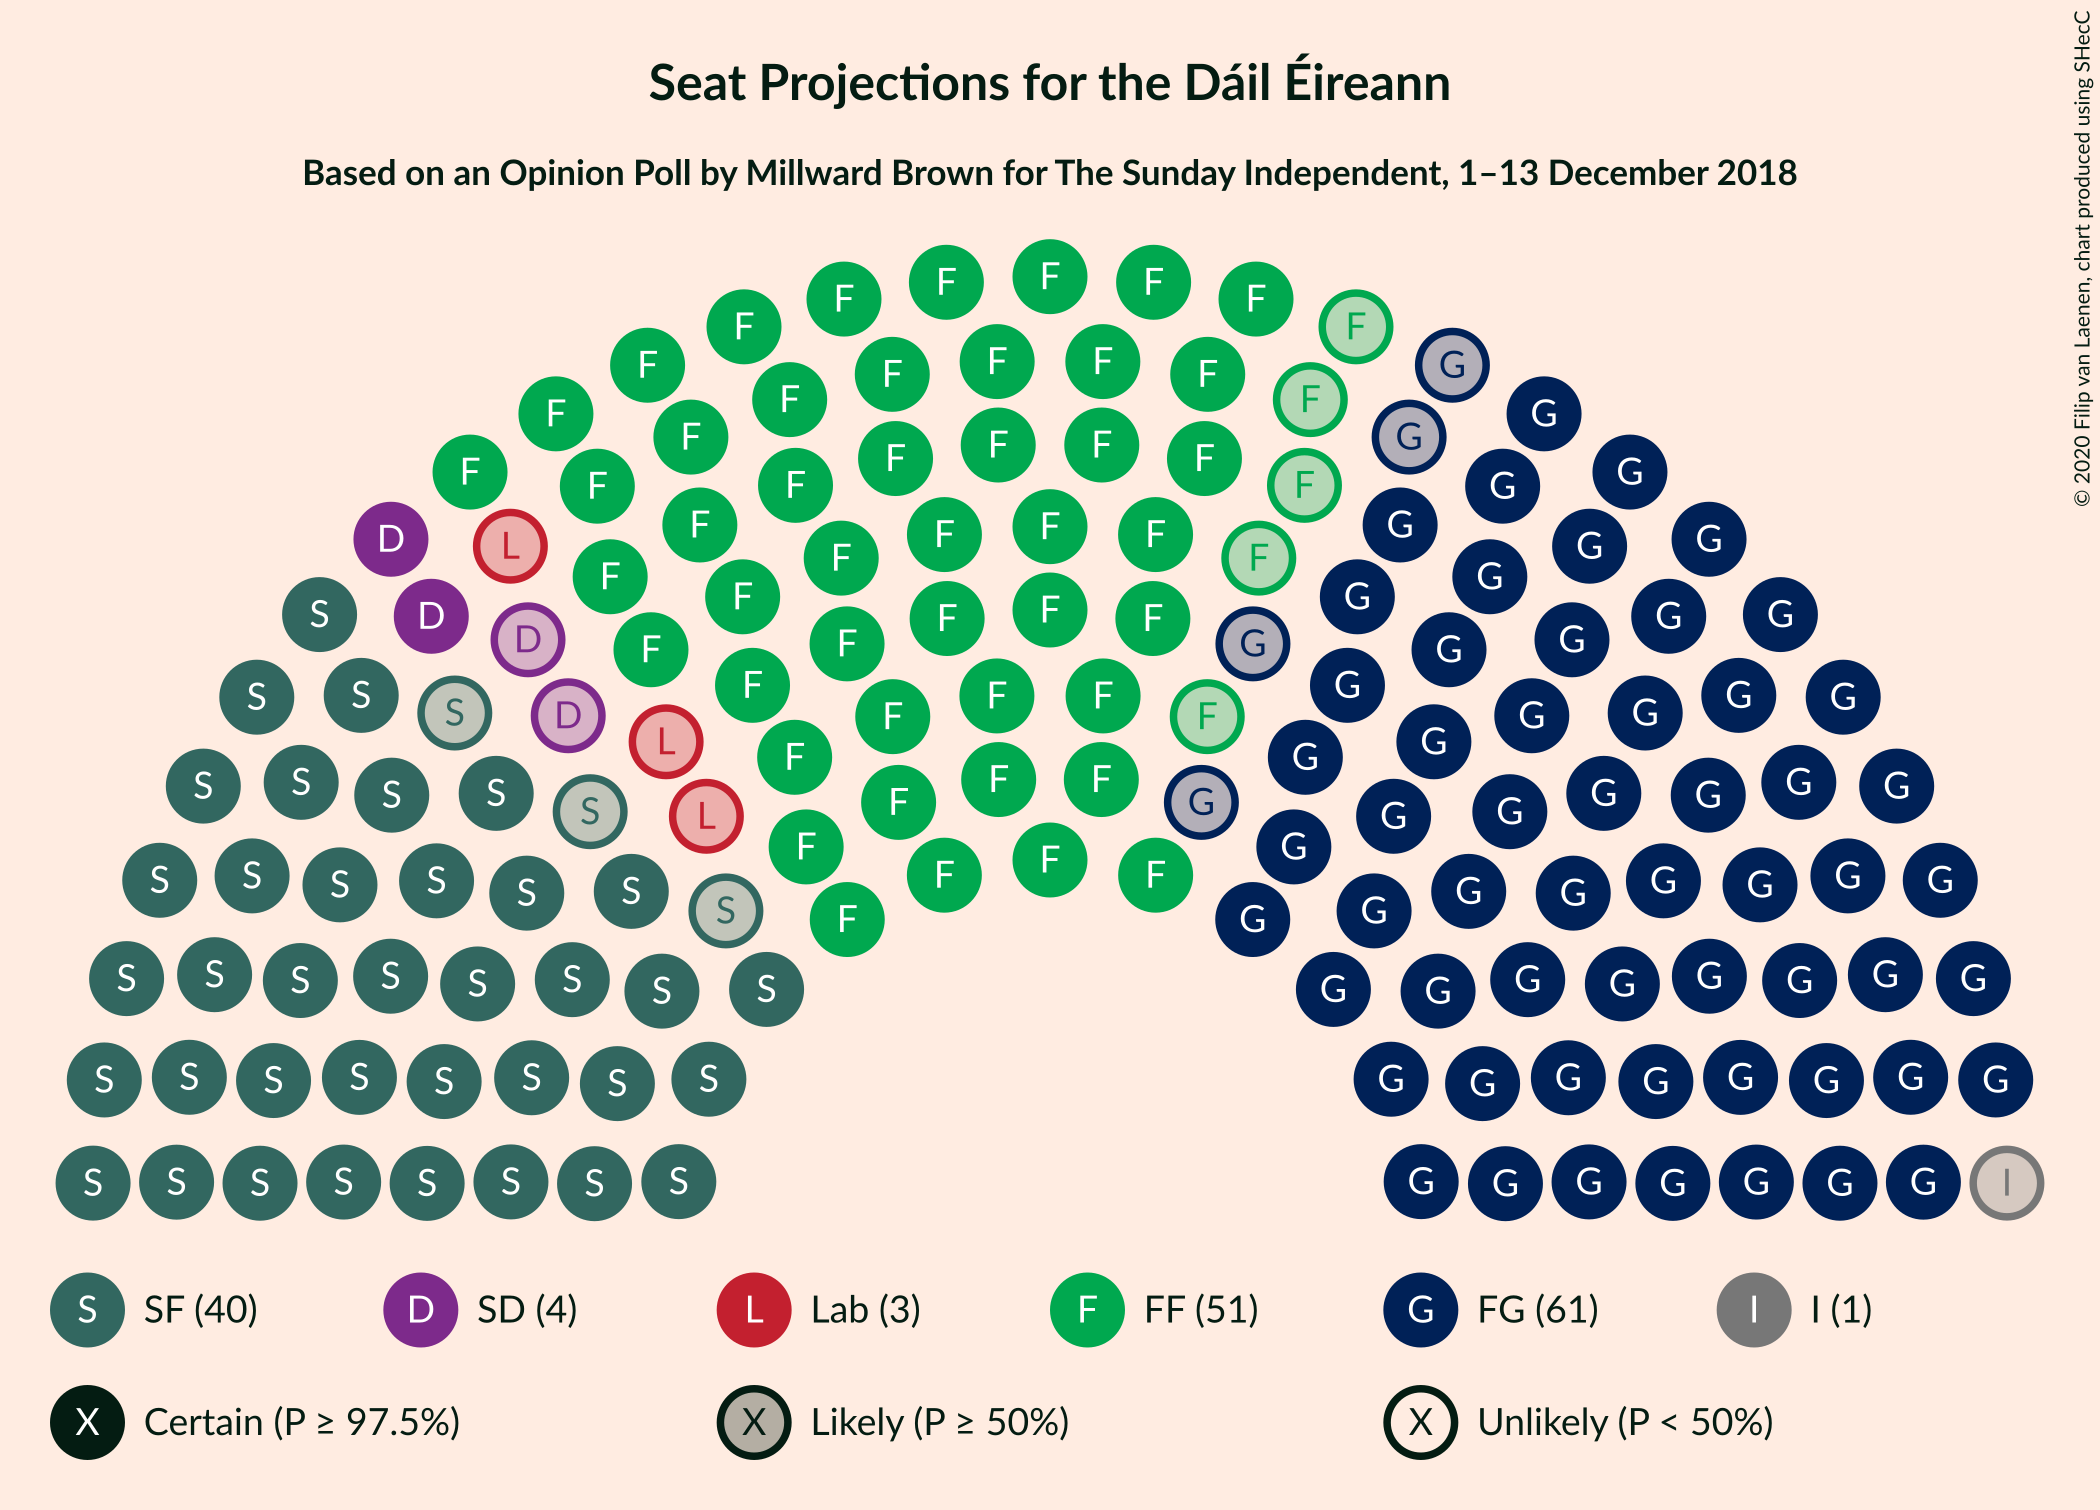 Seat Projections for the Dáil Éireann
Based on an Opinion Poll by Millward Brown for The Sunday Independent, 1–13 December 2018
© 2020 Filip van Laenen, chart produced using SHecC
F F F F F
F F F F
F F F F F F G
F F F G G
F F F F F F F G
F F F F G G G
D L F F F F F F F G G G G
S D D F F F F F F G G G G G G
S S S D L F F F F F F G G G G G G G
S S S S S L F F F F G G G G G G G G
S S S S S S S F F F F F G G G G G G G G G
S S S S S S S S G G G G G G G G
S S S S S S S S G G G G G G G G
S S S S S S S S G G G G G G G I
S SF (40) D SD (4) L Lab (3) F FF (51) G FG (61) I I (1)
X Certain (P ≥ 97.5%) X Likely (P ≥ 50%) X Unlikely (P < 50%)